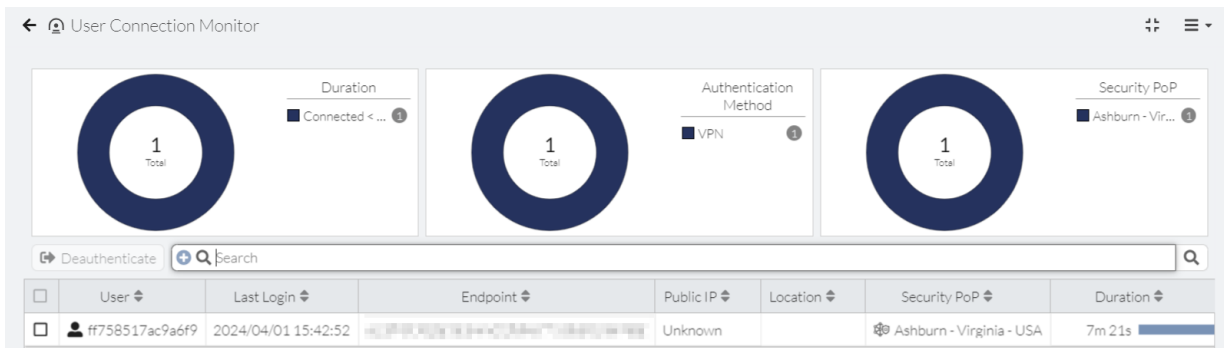 User Connection Monitor
Duration
Connected < ... 1
1
Total
Authentication
Method
VPN 1
1
Total
Security PoP
Ashburn - Vir... 1
1
Total
Deauthenticate Search
User Last Login Endpoint Public IP Location Security PoP Duration
ff758517ac9a6f9 2024/04/01 15:42:52 Unknown Ashburn - Virginia - USA 7m 21s